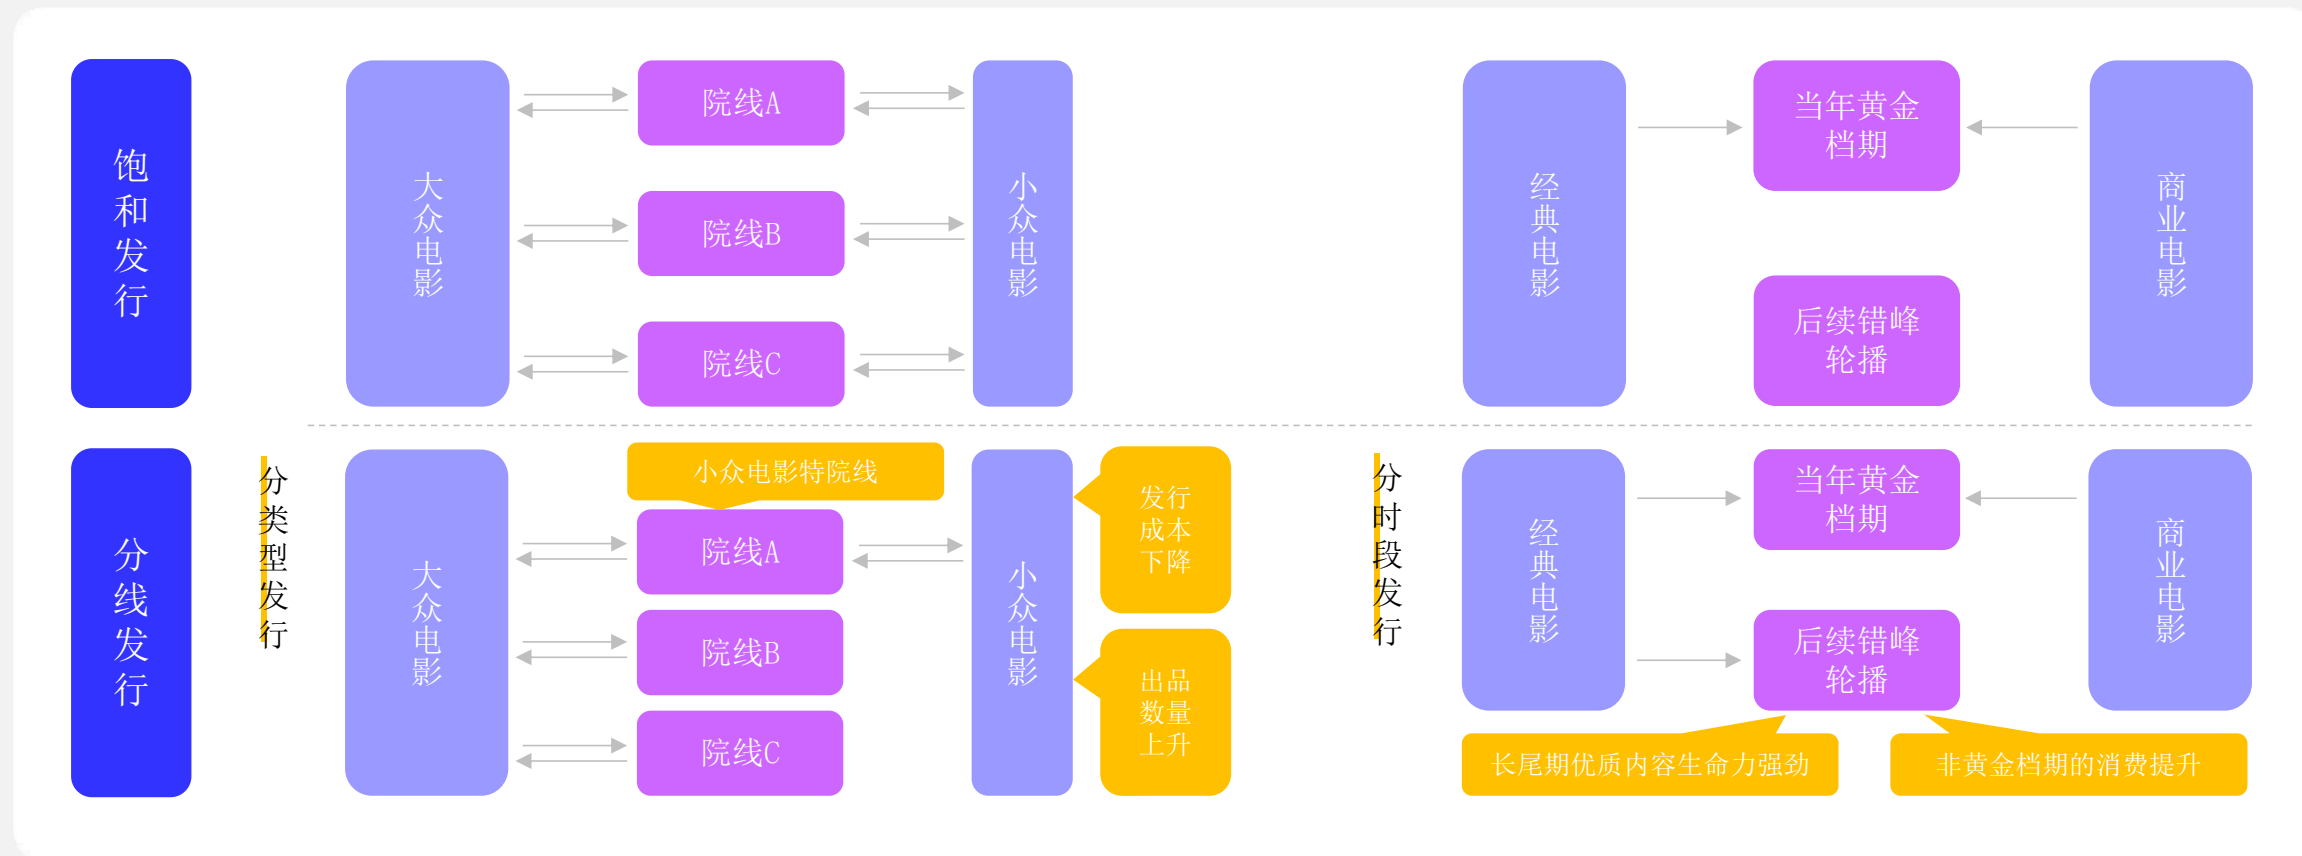 饱和发行
大众电影
院线A
院线B
院线C
小众电影
经典电影
当年黄金
档期
后续错峰
轮播
商业电影
分线发行
分类型发行
大众电影
小众电影特院线
院线A
院线B
院线C
小众电影
发行
成本
下降
出品
数量
上升
分时段发行
经典电影
当年黄金
档期
后续错峰
轮播
商业电影
长尾期优质内容生命力强劲
非黄金档期的消费提升